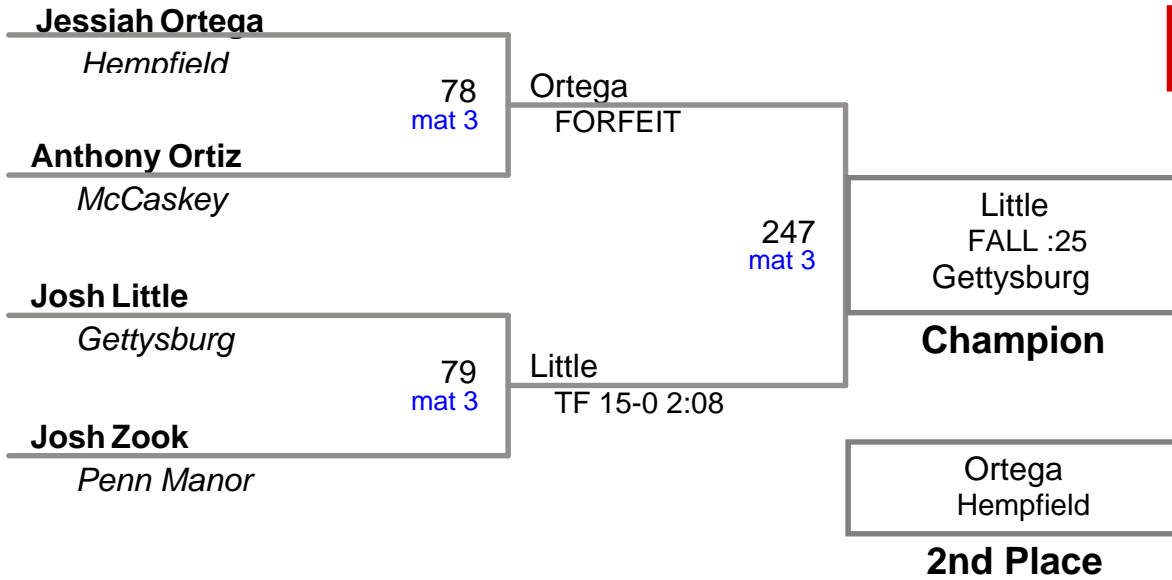 Jessiah Ortega
Hempfield
78
mat 3
Ortega
FORFEIT
Anthony Ortiz
McCaskey
247
mat 3
Little
FALL :25
Gettysburg
Champion
Josh Little
Gettysburg
79
mat 3
Little
TF 15-0 2:08
Josh Zook
Penn Manor
Ortega
Hempfield
2nd Place